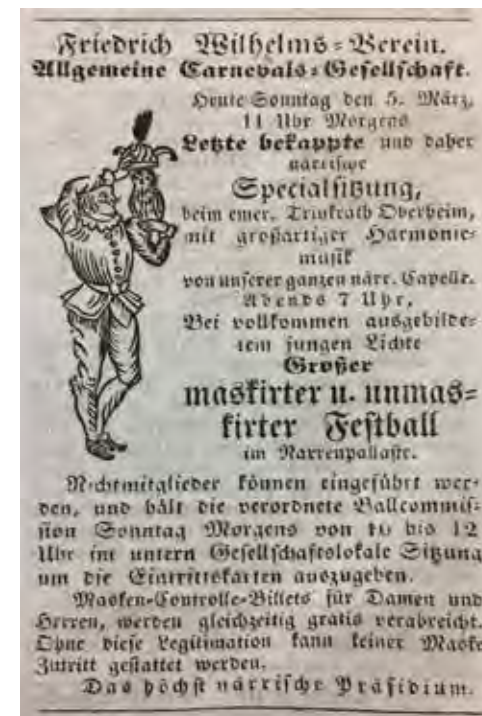 Friedrich Wilhelms-Verein.
Allgemeine Carnevals-Gesellschaft.
Heute Sonntag den 5. März,
11 Uhr Morgens
Letzte bekappte und daher
närrische
Specialsitzung,
beim emer. Trinkrath Oberheim,
mit großartiger Harmonie-
musik
von unserer ganzen närr. Capelle.
Abends 7 Uhr,
Bei vollkommen ausgebilde-
tem jungen Lichte
Großer
maskirter u. unmas-
kirter Festball
im Narrenpallaste.
Nichtmitglieder können eingeführt wer-
den, und hält die verordnete Ballcommis-
sion Sonntag Morgens von 10 bis 12
Uhr im untern Gesellschaftslokale Sitzung
um die Eintrittskarten auszugeben.
Masken-Controlle-Billets für Damen und
Herren, werden gleichzeitig gratis verabreicht.
Ohne diese Legitimation kann keiner Maske
Zutritt gestattet werden.
Das höchst närrische Präsidium.